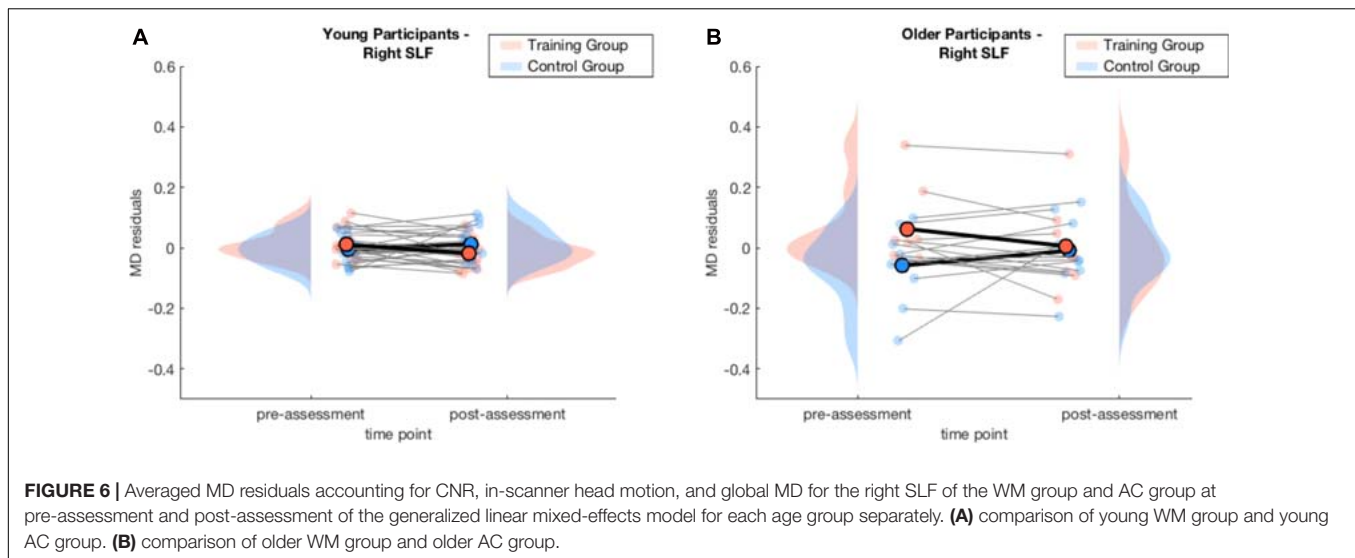 A
Young Participants -
Right SLF
Training Group
Control Group
0.6
0.4
0.2
0
-0.2
-0.4
MD residuals
pre-assessment
post-assessment
time point
B
Older Participants -
Right SLF
Training Group
Control Group
0.6
0.4
0.2
0
-0.2
-0.4
MD residuals
pre-assessment
post-assessment
time point
FIGURE 6 | Averaged MD residuals accounting for CNR, in-scanner head motion, and global MD for the right SLF of the WM group and AC group at
pre-assessment and post-assessment of the generalized linear mixed-effects model for each age group separately. (A) comparison of young WM group and young
AC group. (B) comparison of older WM group and older AC group.